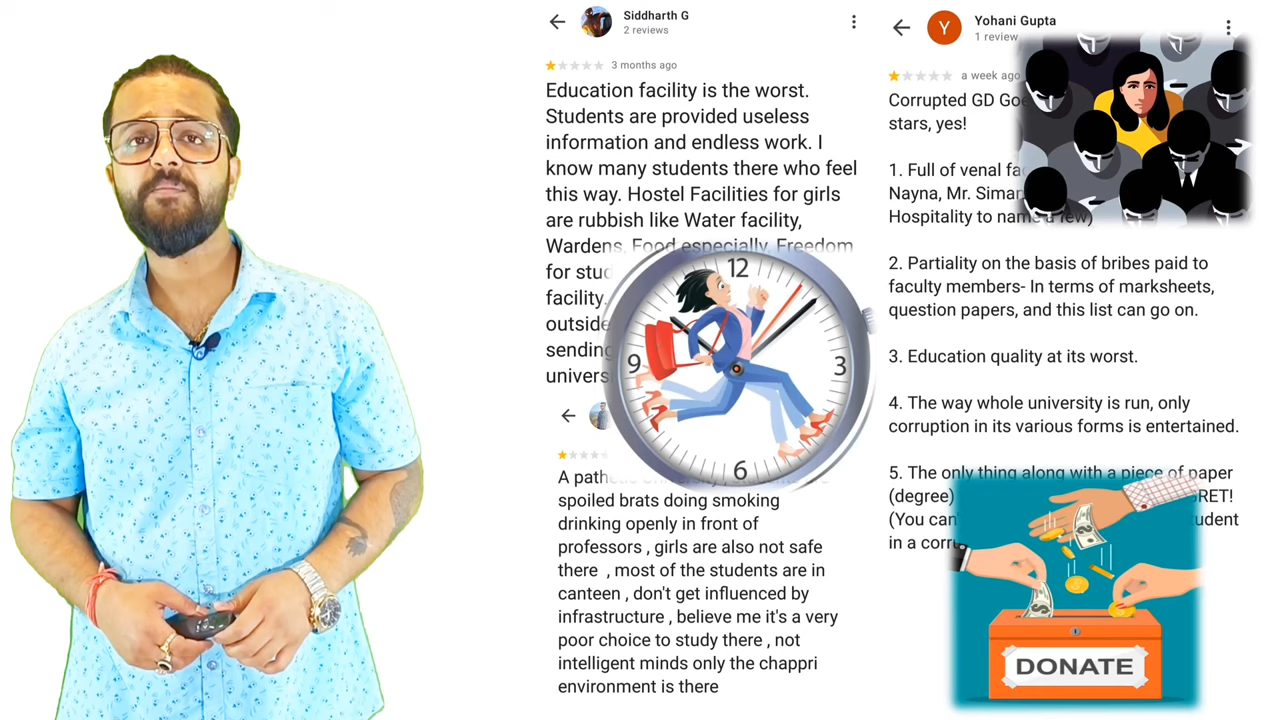 Siddharth G
2 reviews
3 months ago
Education facility is the worst.
Students are provided useless
information and endless work. I
know many students there who feel
this way. Hostel Facilities for girls
are rubbish like Water facility,
Wardens, Food especially, Freedom
for
facility.
outside
sending
12
9
3
6
A
spoiled brats doing smoking
drinking openly in front of
professors , girls are also not safe
there , most of the students are in
canteen , don't get influenced by
infrastructure , believe me it's a very
poor choice to study there , not
intelligent minds only the chappri
environment is there
Y
Yohani Gupta
1 review
a week ago
Corrupted GD
stars, yes!
1. Full of venal
Nayna, Mr.
Hospitality to name a few)
2. Partiality on the basis of bribes paid to
faculty members- In terms of marksheets,
question papers, and this list can go on.
3. Education quality at its worst.
4. The way whole university is run, only
corruption in its various forms is entertained.
5. The only thing along with a piece of paper
(degree)
(You
in a
DONATE